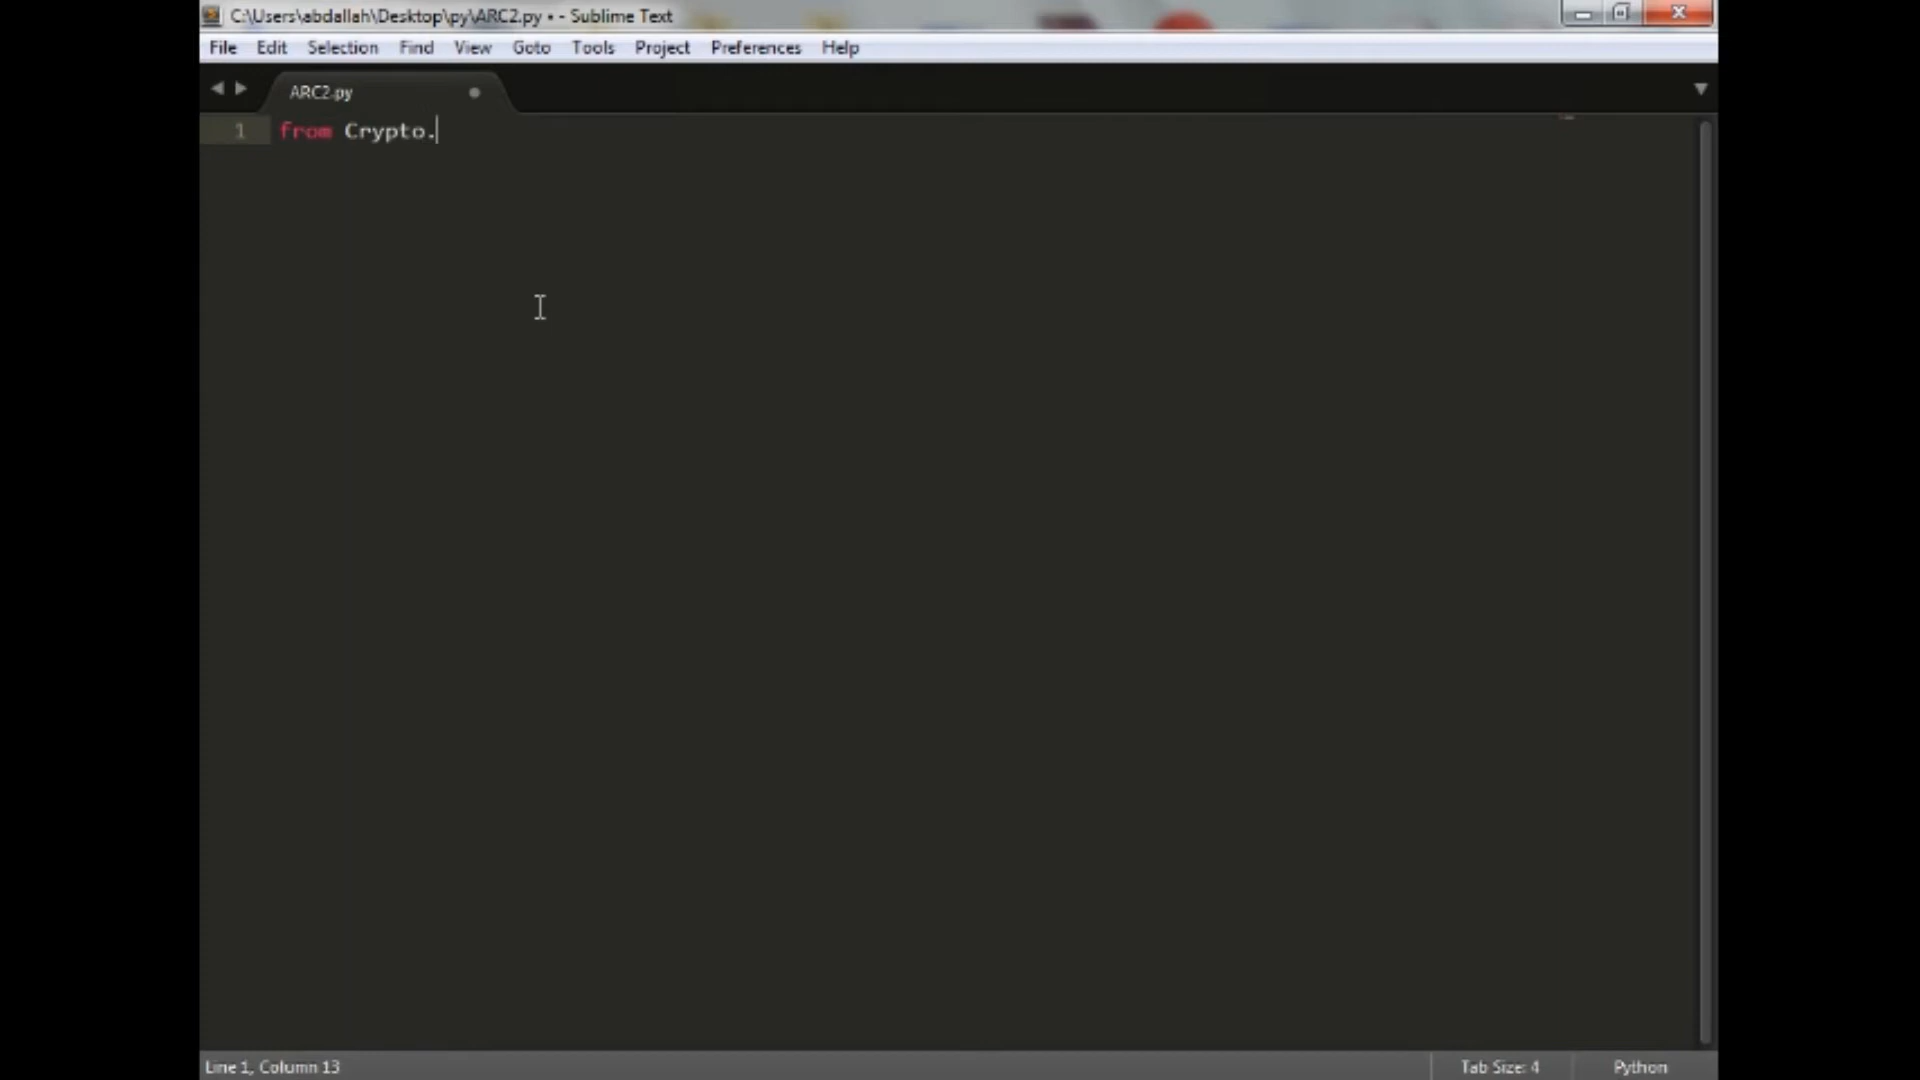 C:\Users\abdallah\Desktop\py\ARC2.py • - Sublime Text
File Edit Selection Find View Goto Tools Project Preferences Help
ARC2.py
1 from Crypto.
Line 1, Column 13 Tab Size: 4 Python